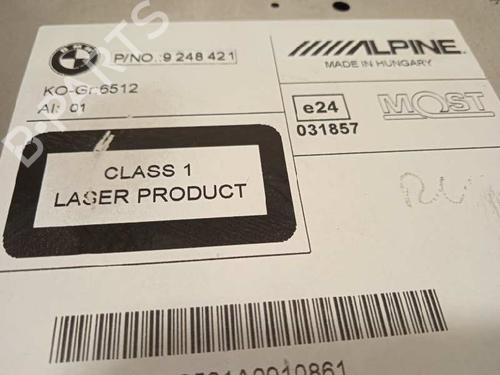 P/NO.:9 248 421
ALPINE
MADE IN HUNGARY
KO-Gr.6512
AI: 01
e24
031857
MOST
CLASS 1
LASER PRODUCT
B-PARTS